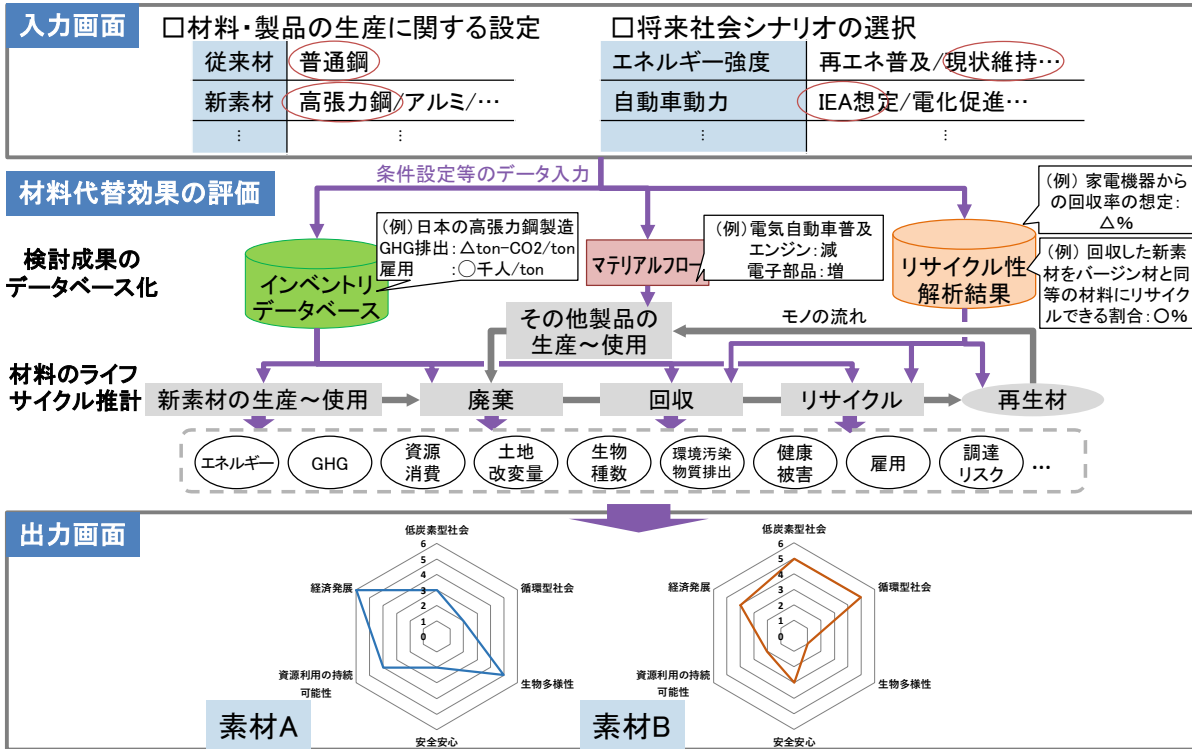 入力画面
□材料・製品の生産に関する設定
□将来社会シナリオの選択
従来材 普通鋼
新素材 高張力鋼/アルミ/…
⋮ ⋮
エネルギー強度 再エネ普及/現状維持…
自動車動力 IEA想定/電化促進…
⋮ ⋮
条件設定等のデータ入力
材料代替効果の評価
検討成果の
データベース化
インベントリ
データベース
(例)日本の高張力鋼製造
GHG排出:△ton-CO2/ton
雇用 :○千人/ton
マテリアルフロー
(例)電気自動車普及
エンジン:減
電子部品:増
リサイクル性
解析結果
(例) 家電機器から
の回収率の想定:
△%
(例) 回収した新素
材をバージン材と同
等の材料にリサイク
ルできる割合:○%
その他製品の
生産~使用
モノの流れ
材料のライフ
サイクル推計
新素材の生産~使用
廃棄
回収
リサイクル
再生材
エネルギー
GHG
資源
消費
土地
改変量
生物
種数
環境汚染
物質排出
健康
被害
雇用
調達
リスク
…
出力画面
低炭素型社会
6
5
4
3
2
1
0
経済発展
循環型社会
資源利用の持続
可能性
生物多様性
安全安心
素材A
低炭素型社会
6
5
4
3
2
1
0
経済発展
循環型社会
資源利用の持続
可能性
生物多様性
安全安心
素材B